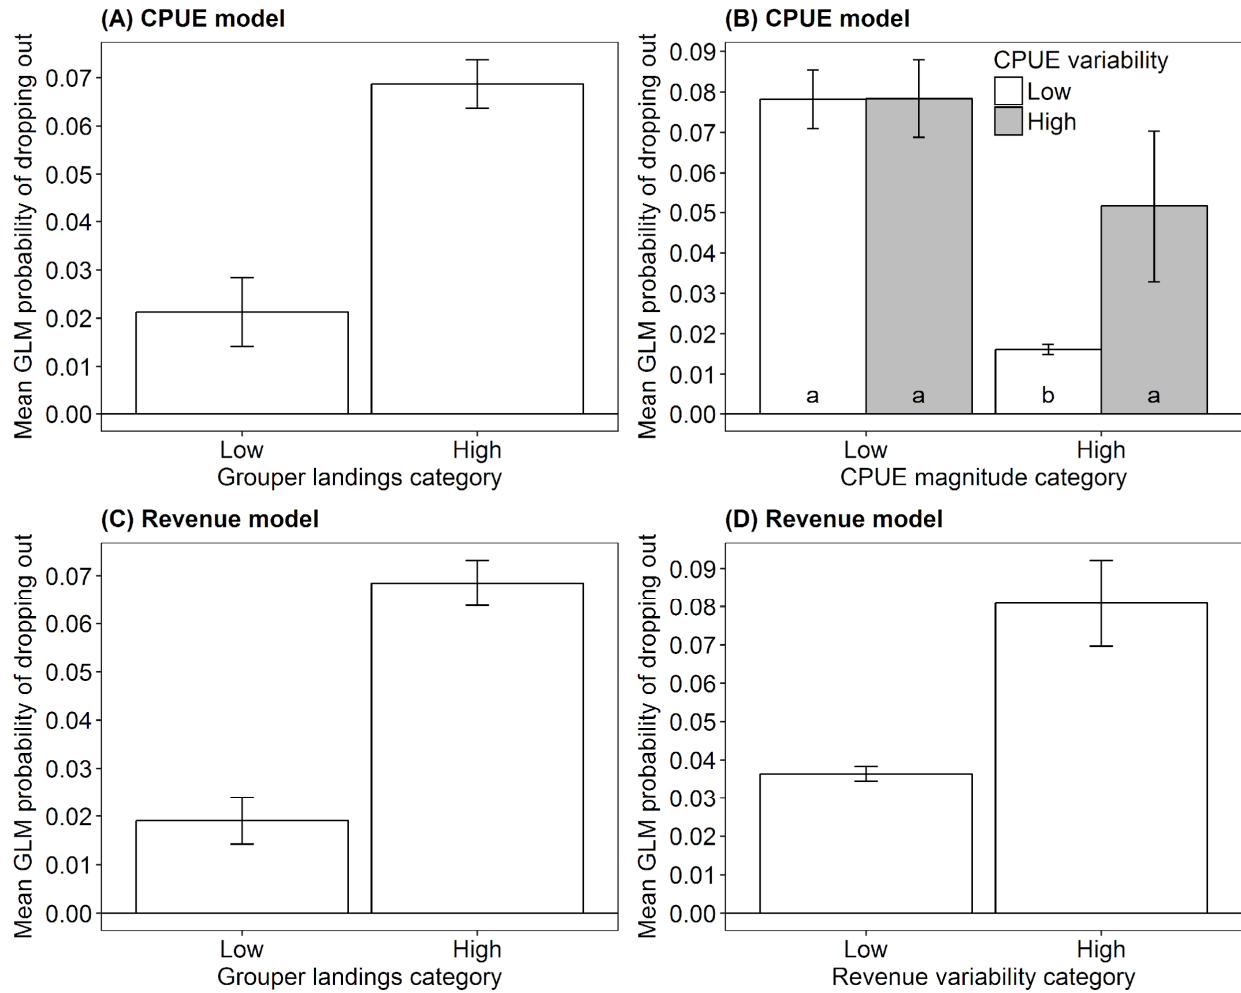 (A) CPUE model
Mean GLM probability of dropping out
0.07
0.06
0.05
0.04
0.03
0.02
0.01
0.00
Low High
Grouper landings category
(B) CPUE model
Mean GLM probability of dropping out
0.09
0.08
0.07
0.06
0.05
0.04
0.03
0.02
0.01
0.00
CPUE variability
Low
High
a a b a
Low High
CPUE magnitude category
(C) Revenue model
Mean GLM probability of dropping out
0.07
0.06
0.05
0.04
0.03
0.02
0.01
0.00
Low High
Grouper landings category
(D) Revenue model
Mean GLM probability of dropping out
0.09
0.08
0.07
0.06
0.05
0.04
0.03
0.02
0.01
0.00
Low High
Revenue variability category